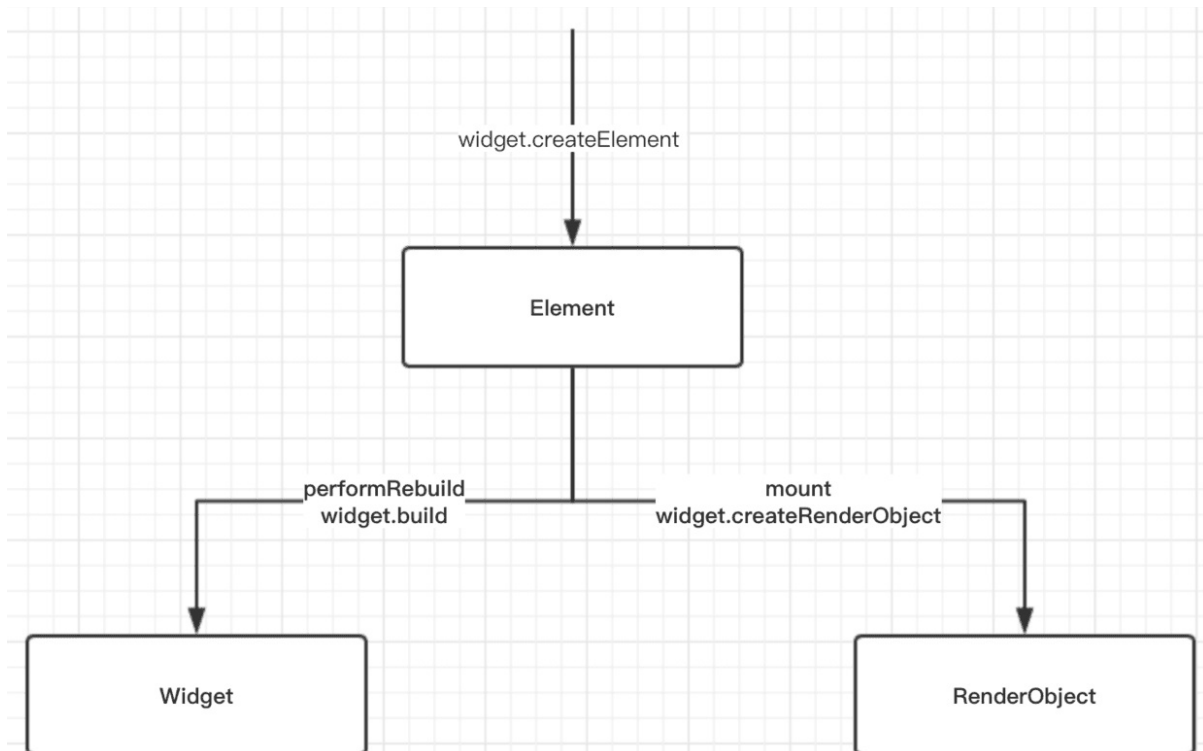 widget.createElement
Element
performRebuild
widget.build
mount
widget.createRenderObject
Widget
RenderObject